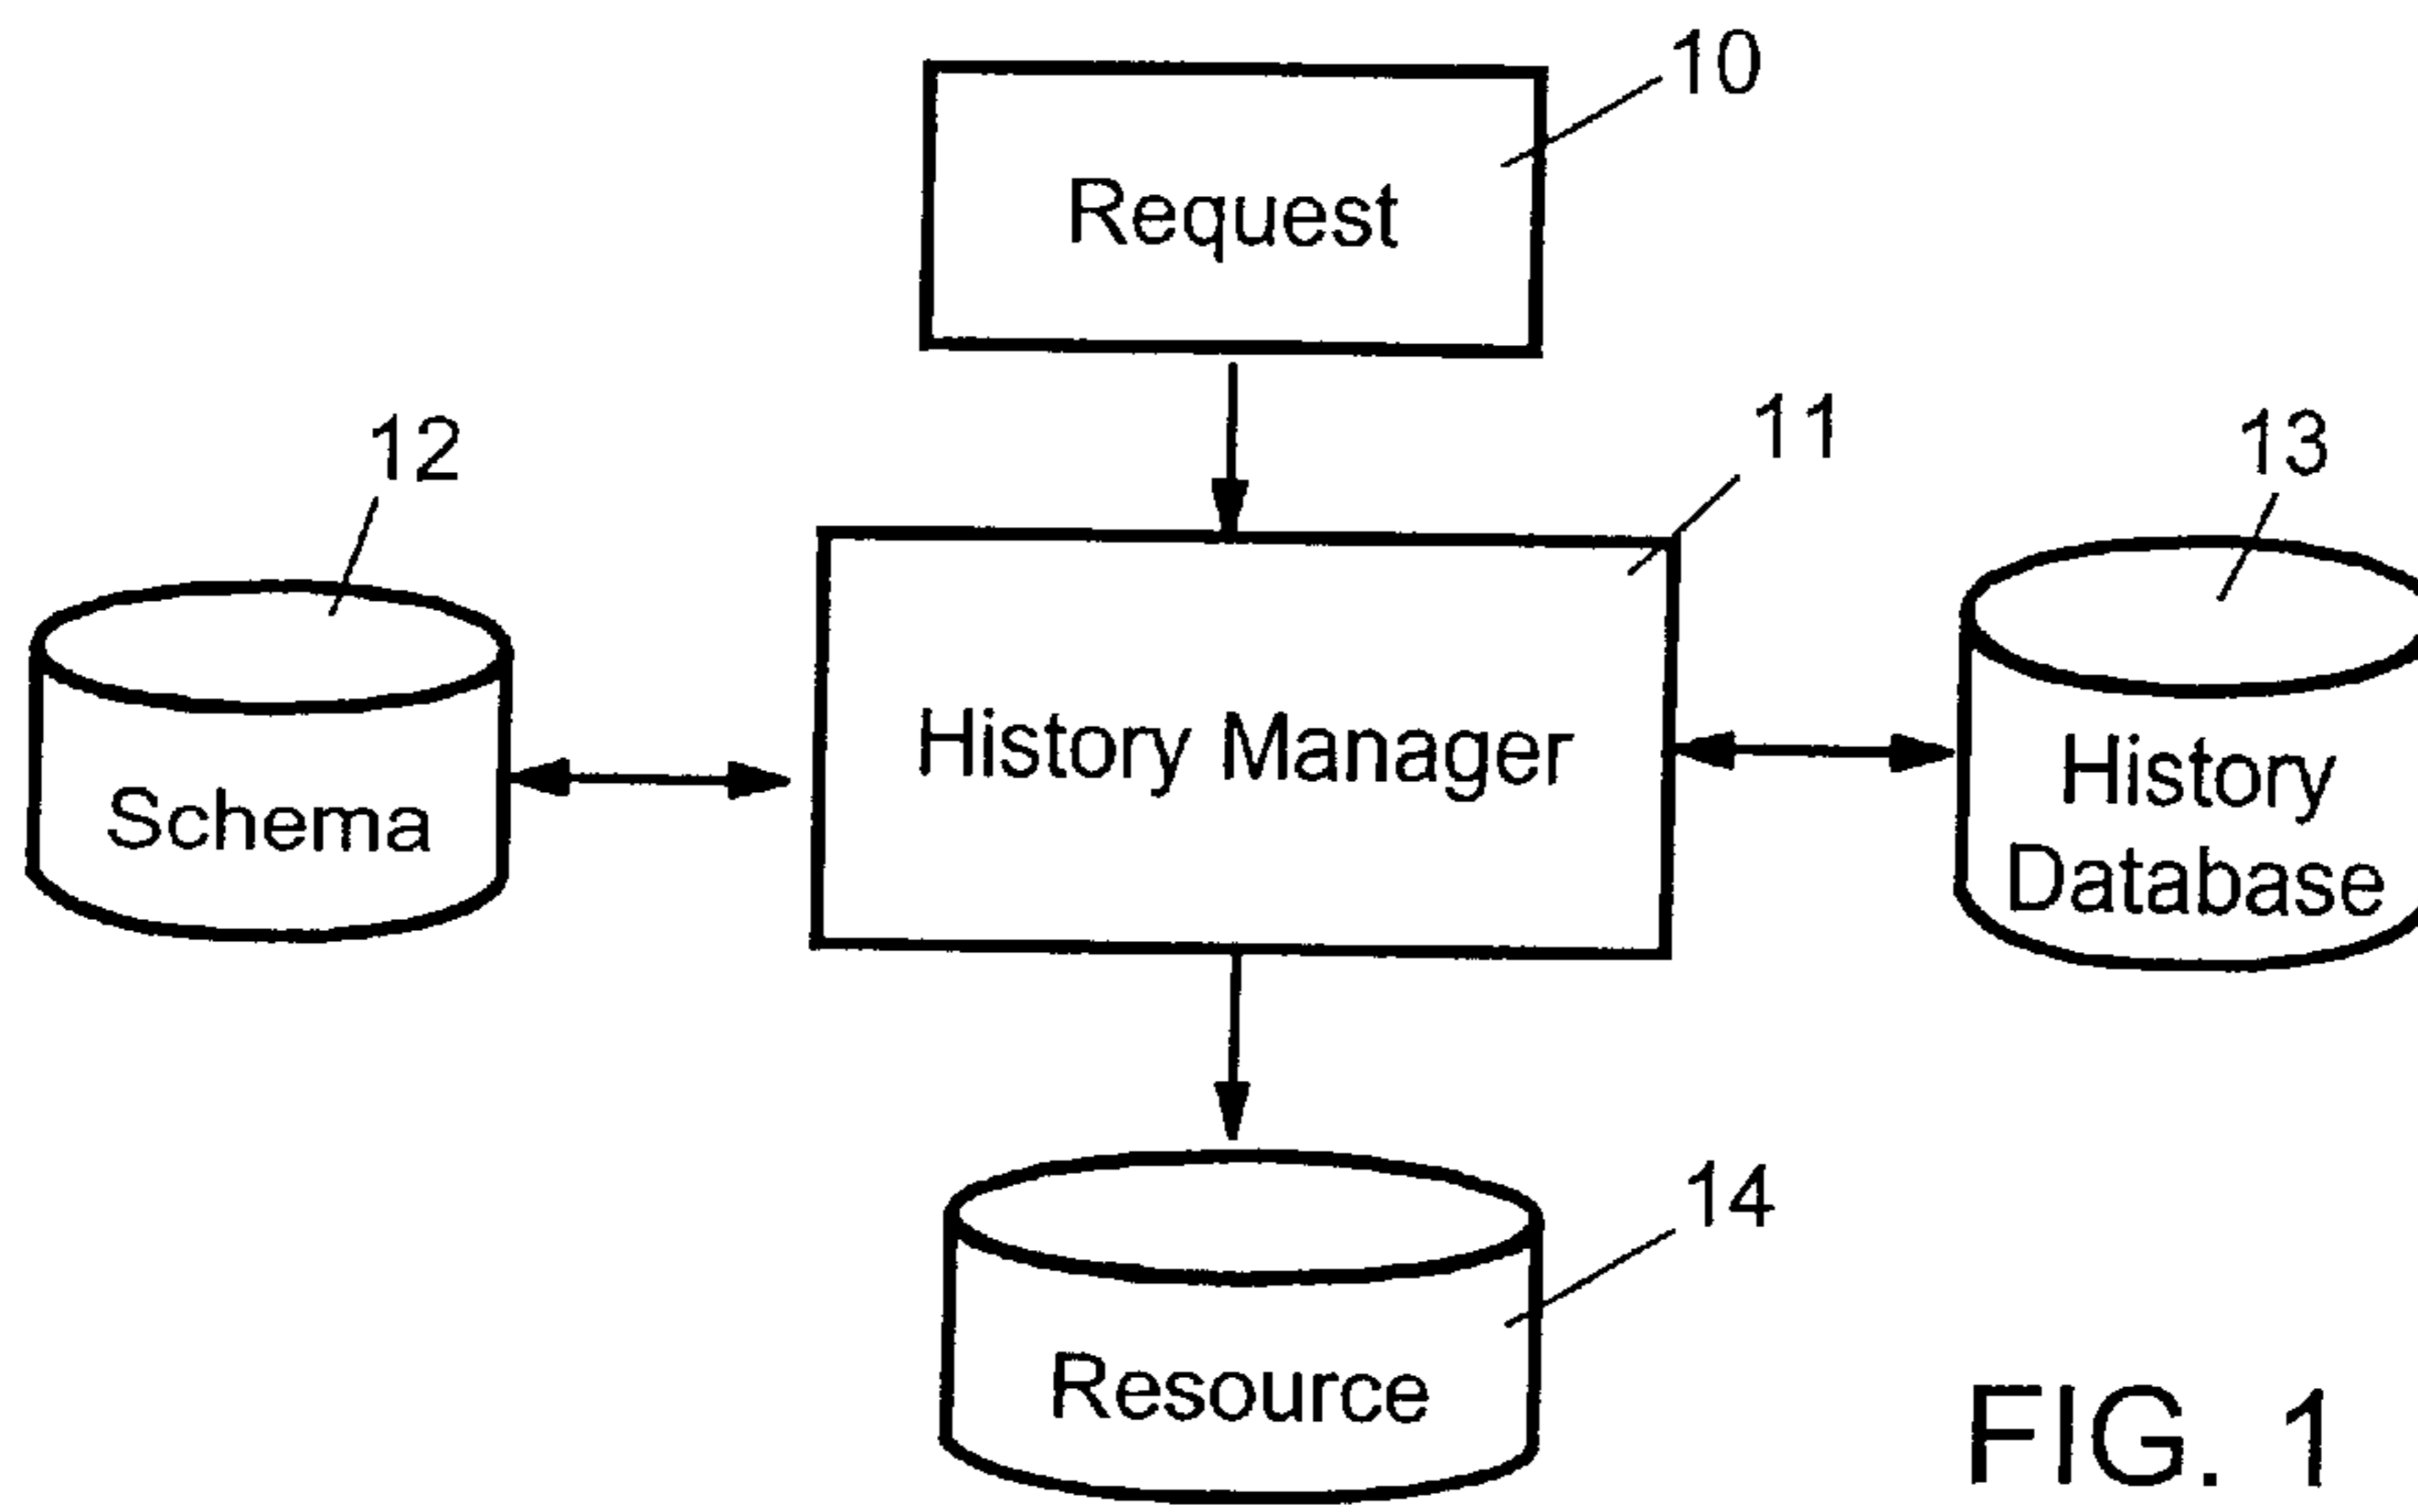 10
Request
11
12
13
History Manager
Schema
History
Database
14
Resource
FIG. 1